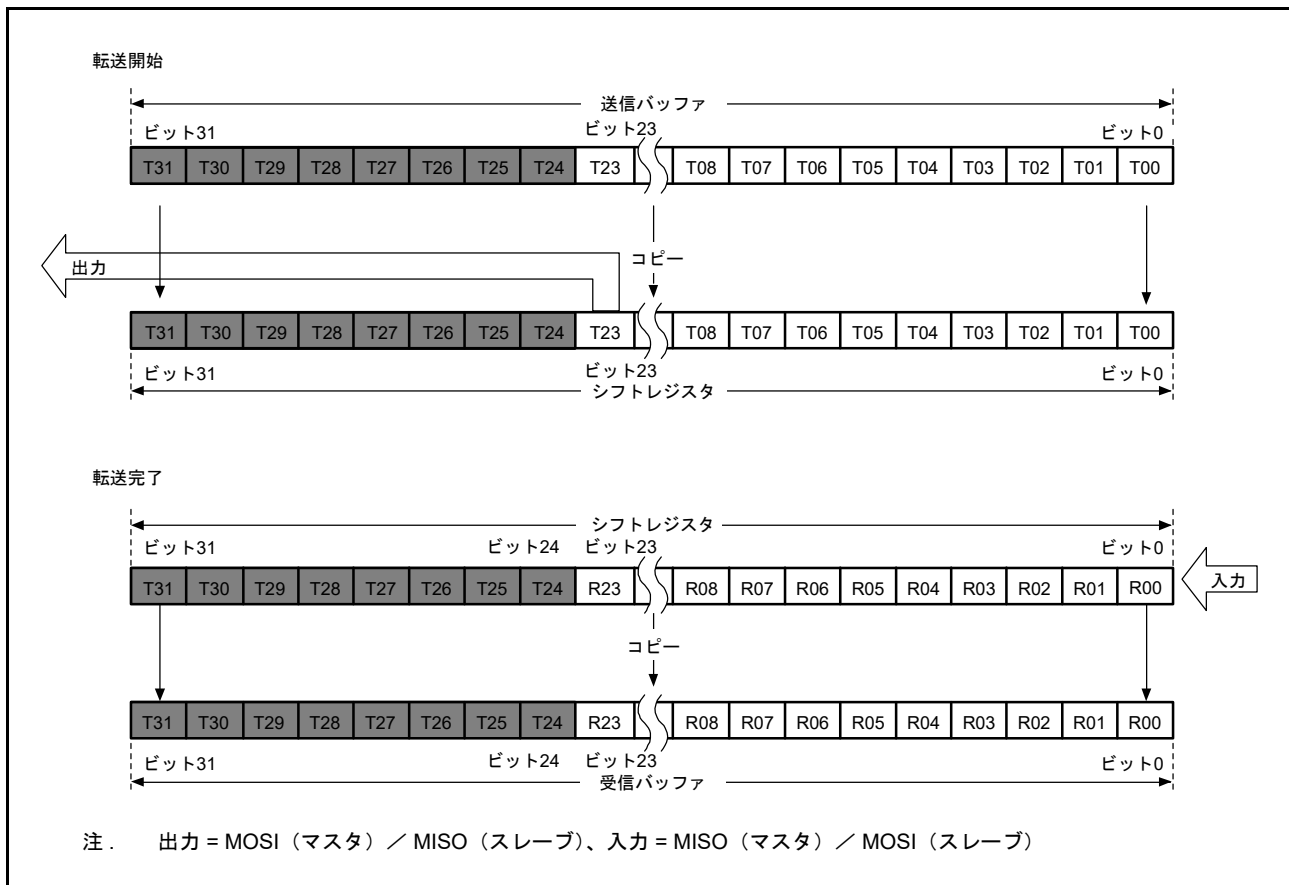 転送開始
送信バッファ
ビット31 ビット23 ビット0
T31 T30 T29 T28 T27 T26 T25 T24 T23 T08 T07 T06 T05 T04 T03 T02 T01 T00
出力 コピー
T31 T30 T29 T28 T27 T26 T25 T24 T23 T08 T07 T06 T05 T04 T03 T02 T01 T00
ビット31 ビット23 ビット0
シフトレジスタ
転送完了
シフトレジスタ
ビット31 ビット24 ビット23 ビット0
T31 T30 T29 T28 T27 T26 T25 T24 R23 R08 R07 R06 R05 R04 R03 R02 R01 R00 入力
コピー
T31 T30 T29 T28 T27 T26 T25 T24 R23 R08 R07 R06 R05 R04 R03 R02 R01 R00
ビット31 ビット24 ビット23 ビット0
受信バッファ
注． 出力 = MOSI（マスタ）／ MISO（スレーブ）、入力 = MISO（マスタ）／ MOSI（スレーブ）